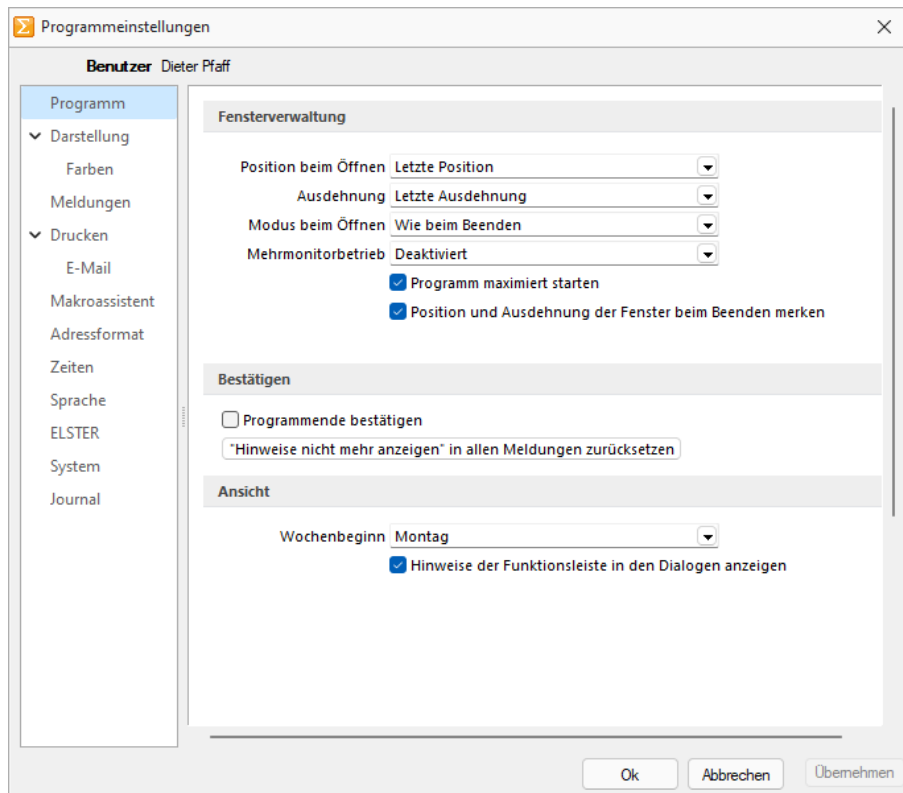 Programmeinstellungen
Benutzer Dieter Pfaff
Programm
Darstellung
Farben
Meldungen
Drucken
E-Mail
Makroassistent
Adressformat
Zeiten
Sprache
ELSTER
System
Journal
Fensterverwaltung
Position beim Öffnen Letzte Position
Ausdehnung Letzte Ausdehnung
Modus beim Öffnen Wie beim Beenden
Mehrmonitorbetrieb Deaktiviert
Programm maximiert starten
Position und Ausdehnung der Fenster beim Beenden merken
Bestätigen
Programmende bestätigen
"Hinweise nicht mehr anzeigen" in allen Meldungen zurücksetzen
Ansicht
Wochenbeginn Montag
Hinweise der Funktionsleiste in den Dialogen anzeigen
Ok Abbrechen Übernehmen